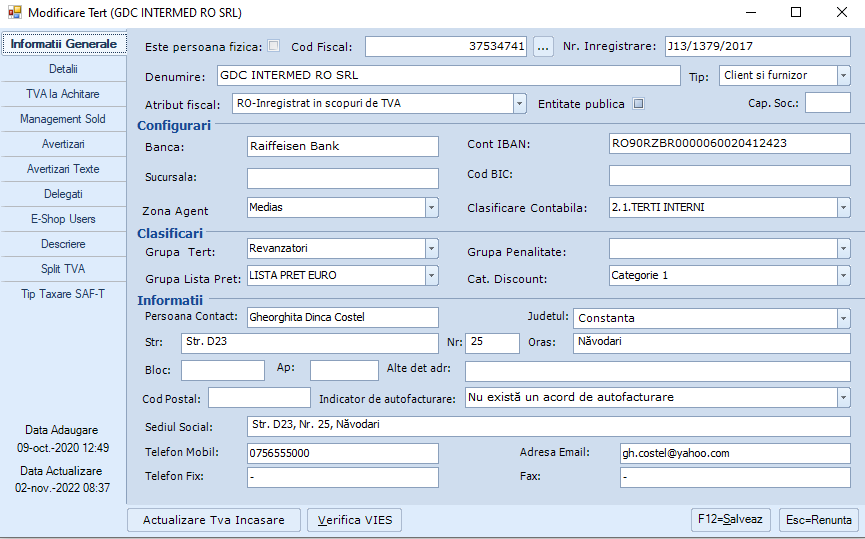 Modificare Tert (GDC INTERMED RO SRL)
Informatii Generale
Detalii
TVA la Achitare
Management Sold
Avertizari
Avertizari Texte
Delegati
E-Shop Users
Descriere
Split TVA
Tip Taxare SAF-T
Data Adaugare
09-oct.-2020 12:49
Data Actualizare
02-nov.-2022 08:37
Este persoana fizica: Cod Fiscal: 37534741 ... Nr. Inregistrare: J13/1379/2017
Denumire: GDC INTERMED RO SRL Tip: Client si furnizor
Atribut fiscal: RO-Inregistrat in scopuri de TVA Entitate publica Cap. Soc.:
Configurari
Banca: Raiffeisen Bank Cont IBAN: RO90RZBR0000060020412423
Sucursala: Cod BIC:
Zona Agent Medias Clasificare Contabila: 2.1.TERTI INTERNI
Clasificari
Grupa Tert: Revanzatori Grupa Penalitate:
Grupa Lista Pret: LISTA PRET EURO Cat. Discount: Categorie 1
Informatii
Persoana Contact: Gheorghita Dinca Costel Judetul: Constanta
Str: Str. D23 Nr: 25 Oras: Năvodari
Bloc: Ap: Alte det adr:
Cod Postal: Indicator de autofacturare: Nu există un acord de autofacturare
Sediul Social: Str. D23, Nr. 25, Năvodari
Telefon Mobil: 0756555000 Adresa Email: gh.costel@yahoo.com
Telefon Fix: - Fax: -
Actualizare Tva Incasare Verifica VIES F12=Salveaz Esc=Renunta